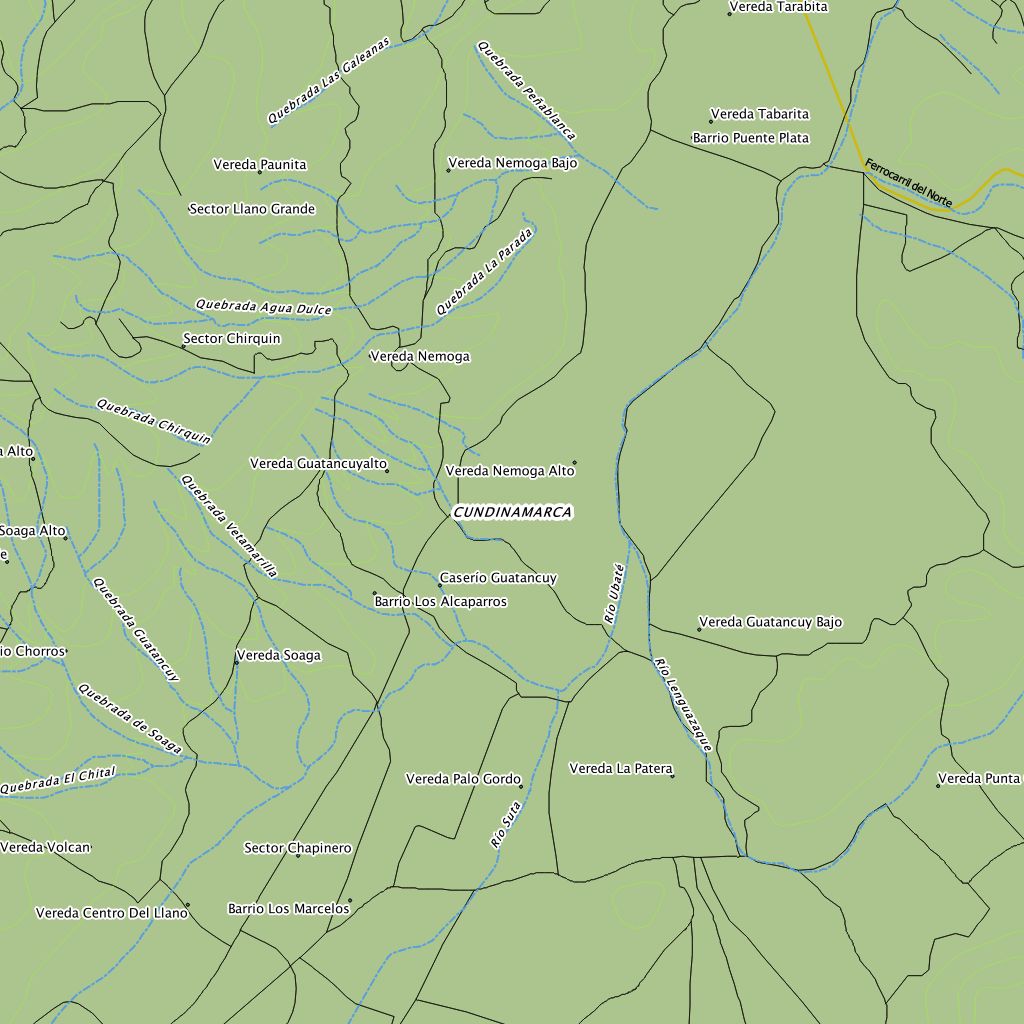 Vereda Tarabita
Quebrada Las Galeanas
Quebrada Peñablanca
Vereda Tabarita
Barrio Puente Plata
Vereda Paunita
Vereda Nemoga Bajo
Ferrocarril del Norte
Sector Llano Grande
Quebrada La Parada
Quebrada Agua Dulce
Sector Chirquin
Vereda Nemoga
Quebrada Chirquin
a Alto
Vereda Guatancuyalto
Vereda Nemoga Alto
Quebrada Vetamarilla
CUNDINAMARCA
Soaga Alto
e
Caserío Guatancuy
Barrio Los Alcaparros
Río Ubaté
Quebrada Guatancuy
Vereda Guatancuy Bajo
io Chorros
Vereda Soaga
Río Lenguazaque
Quebrada de Soaga
Quebrada El Chital
Vereda Palo Gordo
Vereda La Patera
Vereda Punta
Río Suta
Vereda Volcan
Sector Chapinero
Vereda Centro Del Llano
Barrio Los Marcelos